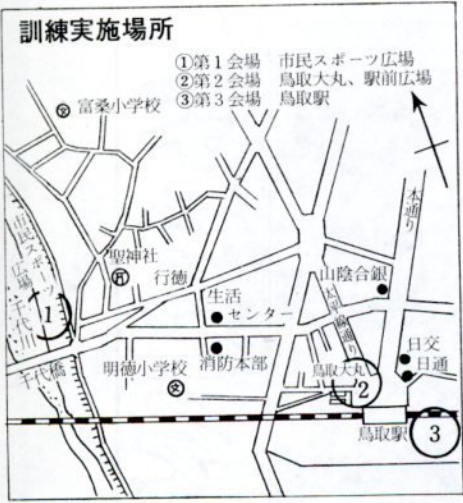 訓練実施場所
①第1会場 市民スポーツ広場
②第2会場 鳥取大丸、駅前広場
③第3会場 鳥取駅
富桑小学校
本通り
市民スポーツ広場
千代川
聖神社
行徳
山陰合銀
生活センター
太平線通り
1
日交
日通
千代橋
明徳小学校
消防本部
鳥取大丸
2
鳥取駅
3